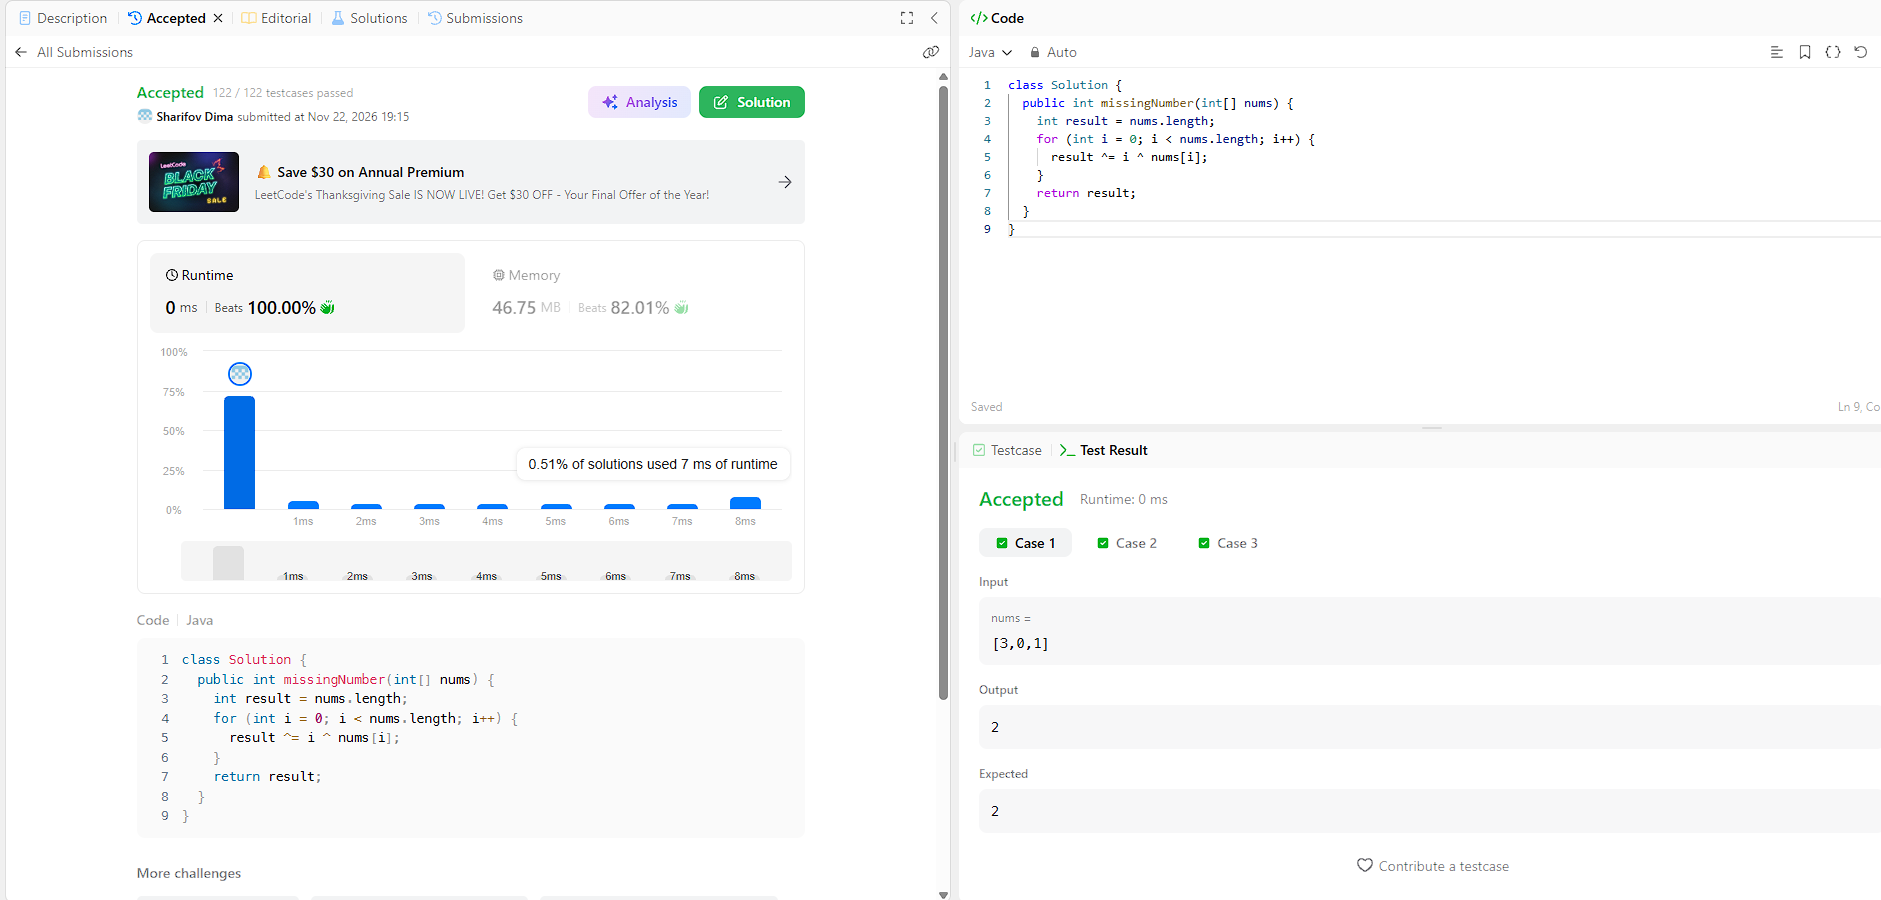 Description
Accepted
Editorial
Solutions
Submissions
All Submissions
Accepted 122 / 122 testcases passed
Sharifov Dima submitted at Nov 22, 2026 19:15
Analysis
Solution
LeetCode
BLACK
FRIDAY
SALE
Save $30 on Annual Premium
LeetCode's Thanksgiving Sale IS NOW LIVE! Get $30 OFF - Your Final Offer of the Year!
Runtime
0 ms Beats 100.00%
Memory
46.75 MB Beats 82.01%
100%
75%
50%
25%
0%
0.51% of solutions used 7 ms of runtime
1ms 2ms 3ms 4ms 5ms 6ms 7ms 8ms
1ms 2ms 3ms 4ms 5ms 6ms 7ms 8ms
Code Java
1 class Solution {
2 public int missingNumber(int[] nums) {
3 int result = nums.length;
4 for (int i = 0; i < nums.length; i++) {
5 result ^= i ^ nums[i];
6 }
7 return result;
8 }
9 }
More challenges
</> Code
Java Auto
1 class Solution {
2 public int missingNumber(int[] nums) {
3 int result = nums.length;
4 for (int i = 0; i < nums.length; i++) {
5 result ^= i ^ nums[i];
6 }
7 return result;
8 }
9 }
Saved
Ln 9, Co
Testcase
Test Result
Accepted Runtime: 0 ms
Case 1
Case 2
Case 3
Input
nums =
[3,0,1]
Output
2
Expected
2
Contribute a testcase